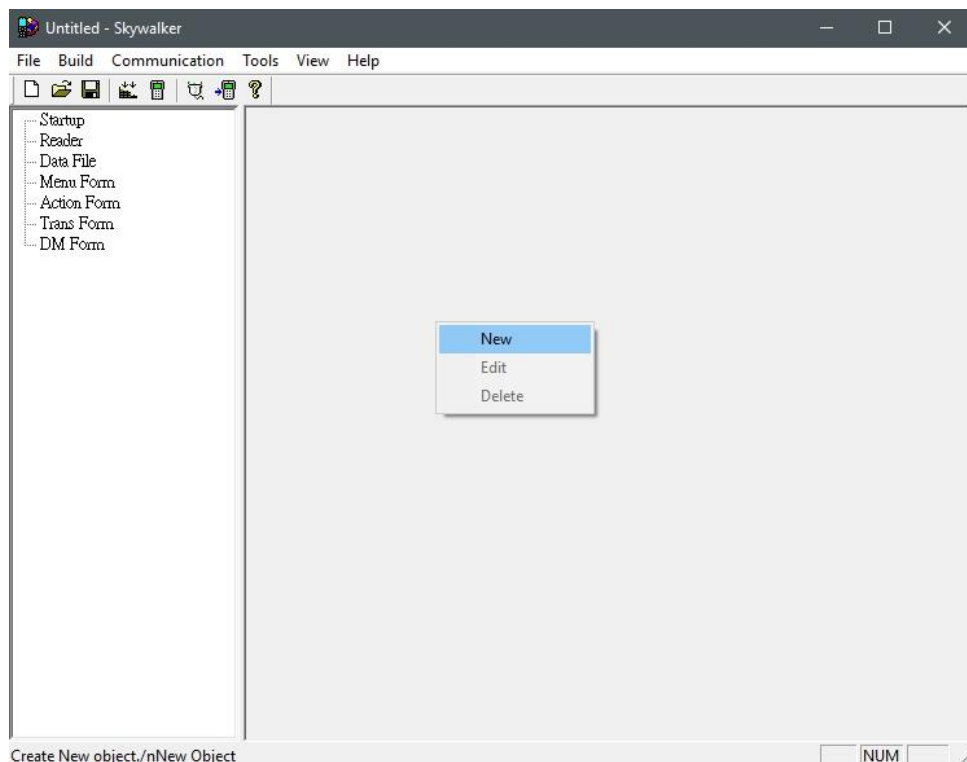 Untitled - Skywalker
File Build Communication Tools View Help
Startup
Reader
Data File
Menu Form
Action Form
Trans Form
DM Form
New
Edit
Delete
Create New object./nNew Object NUM